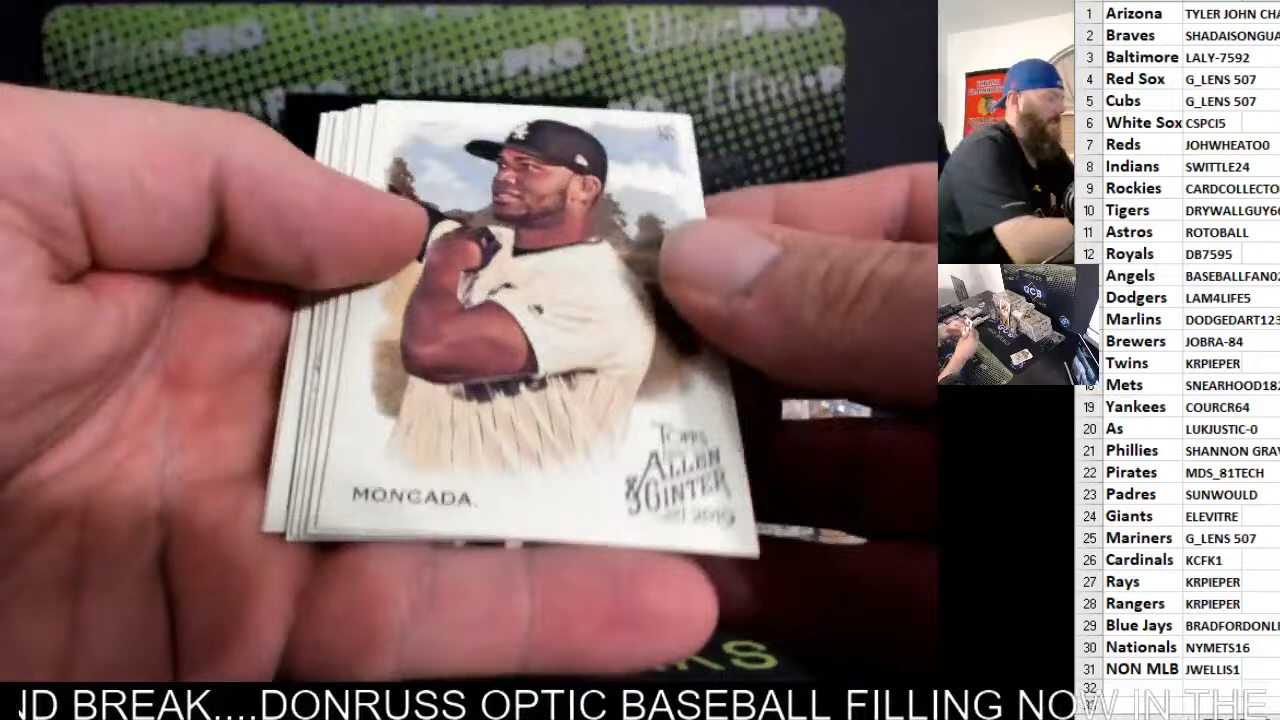 MONCADA.
TOPPS
ALLEN
& GINTER
2019
1 Arizona TYLER JOHN CHA
2 Braves SHADAISONGUA
3 Baltimore LALY-7592
4 Red Sox G_LENS 507
5 Cubs G_LENS 507
6 White Sox CSPCI5
7 Reds JOHWHEATO0
8 Indians SWITTLE24
9 Rockies CARDCOLLECTO
10 Tigers DRYWALLGUY6
11 Astros ROTOBALL
12 Royals DB7595
Angels BASEBALLFAN02
Dodgers LAM4LIFE5
Marlins DODGEDART123
Brewers JOBRA-84
Twins KRPIEPER
18 Mets SNEARHOOD182
19 Yankees COURCR64
20 As LUKJUSTIC-0
21 Phillies SHANNON GRAY
22 Pirates MDS_81TECH
23 Padres SUNWOULD
24 Giants ELEVITRE
25 Mariners G_LENS 507
26 Cardinals KCFK1
27 Rays KRPIEPER
28 Rangers KRPIEPER
29 Blue Jays BRADFORDONLI
30 Nationals NYMETS16
31 NON MLB JWELLIS1
32
ID BREAK....DONRUSS OPTIC BASEBALL FILLING NOW IN THE